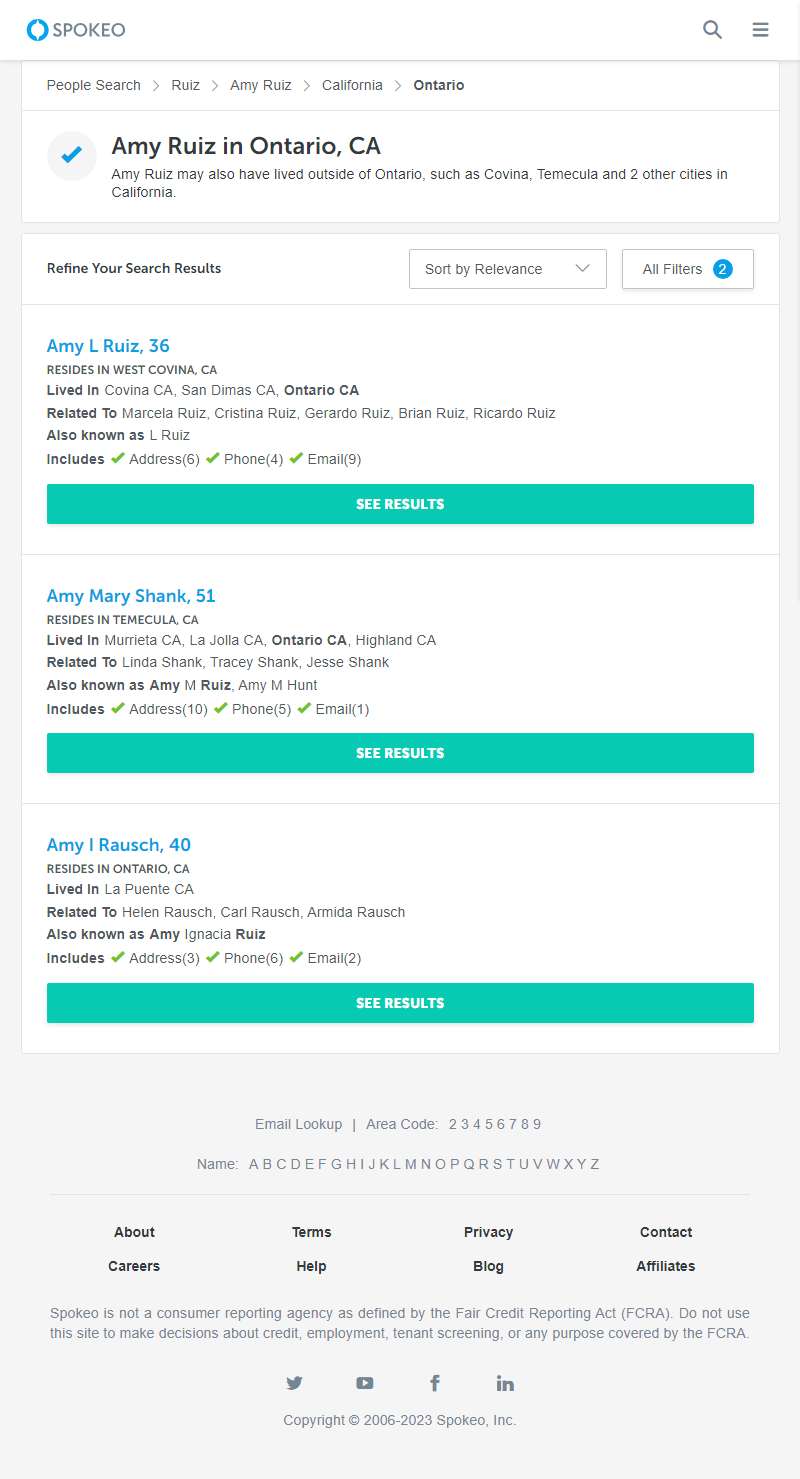 SPOKEO
People Search > Ruiz > Amy Ruiz > California > Ontario
Amy Ruiz in Ontario, CA
Amy Ruiz may also have lived outside of Ontario, such as Covina, Temecula and 2 other cities in
California.
Refine Your Search Results
Sort by Relevance
All Filters 2
Amy L Ruiz, 36
RESIDES IN WEST COVINA, CA
Lived In Covina CA, San Dimas CA, Ontario CA
Related To Marcela Ruiz, Cristina Ruiz, Gerardo Ruiz, Brian Ruiz, Ricardo Ruiz
Also known as L Ruiz
Includes Address(6) Phone(4) Email(9)
SEE RESULTS
Amy Mary Shank, 51
RESIDES IN TEMECULA, CA
Lived In Murrieta CA, La Jolla CA, Ontario CA, Highland CA
Related To Linda Shank, Tracey Shank, Jesse Shank
Also known as Amy M Ruiz, Amy M Hunt
Includes Address(10) Phone(5) Email(1)
SEE RESULTS
Amy I Rausch, 40
RESIDES IN ONTARIO, CA
Lived In La Puente CA
Related To Helen Rausch, Carl Rausch, Armida Rausch
Also known as Amy Ignacia Ruiz
Includes Address(3) Phone(6) Email(2)
SEE RESULTS
Email Lookup | Area Code: 2 3 4 5 6 7 8 9
Name: A B C D E F G H I J K L M N O P Q R S T U V W X Y Z
About Terms Privacy Contact
Careers Help Blog Affiliates
Spokeo is not a consumer reporting agency as defined by the Fair Credit Reporting Act (FCRA). Do not use
this site to make decisions about credit, employment, tenant screening, or any purpose covered by the FCRA.
Copyright © 2006-2023 Spokeo, Inc.